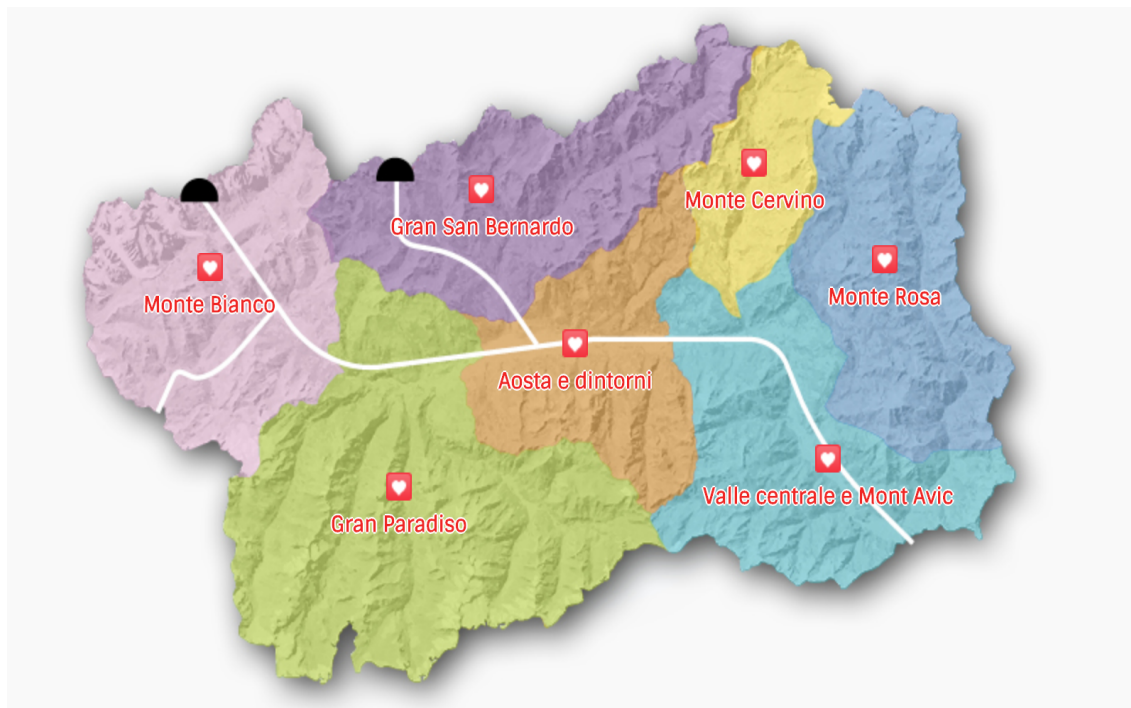 Monte Cervino
Gran San Bernardo
Monte Rosa
Monte Bianco
Aosta e dintorni
Valle centrale e Mont Avic
Gran Paradiso